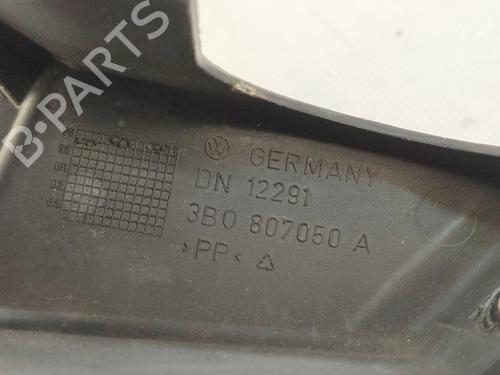 B-PARTS
GERMANY
DN 12291
3B0 807050 A
>PP<